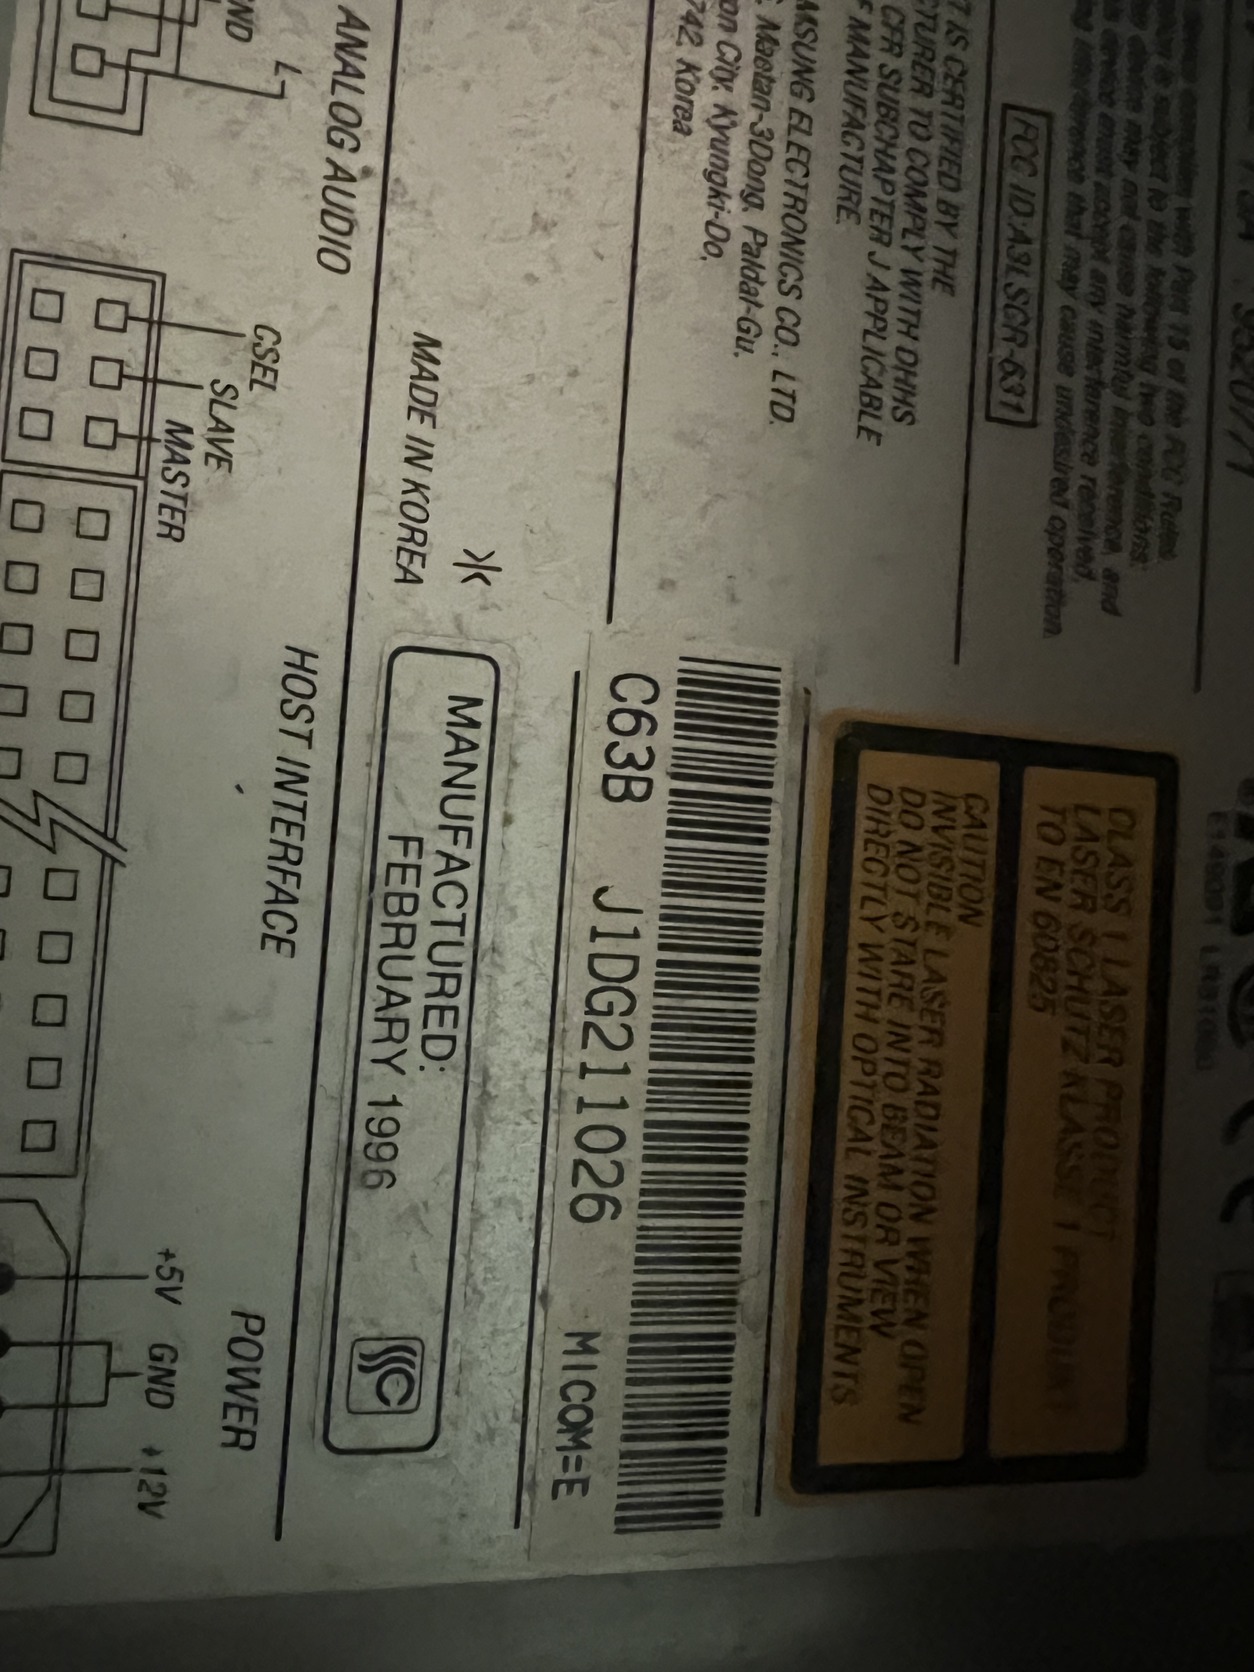 FCC ID:A3LSCR-631
T IS CERTIFIED BY THE
CTURER TO COMPLY WITH DHHS
CFR SUBCHAPTER J APPLICABLE
F MANUFACTURE.
MSUNG ELECTRONICS CO., LTD.
Maetan-3Dong, Paldal-Gu,
on City, Kyungki-Do,
742, Korea
CLASS 1 LASER PRODUCT
LASER SCHUTZ KLASSE 1 PRODUKT
TO EN 60825
CAUTION
INVISIBLE LASER RADIATION WHEN OPEN
DO NOT STARE INTO BEAM OR VIEW
DIRECTLY WITH OPTICAL INSTRUMENTS
C63B J1DG211026 MICOM=E
MADE IN KOREA
MANUFACTURED:
FEBRUARY 1996
ANALOG AUDIO
HOST INTERFACE
POWER
GND
L
CSEL
SLAVE
MASTER
+5V GND +12V